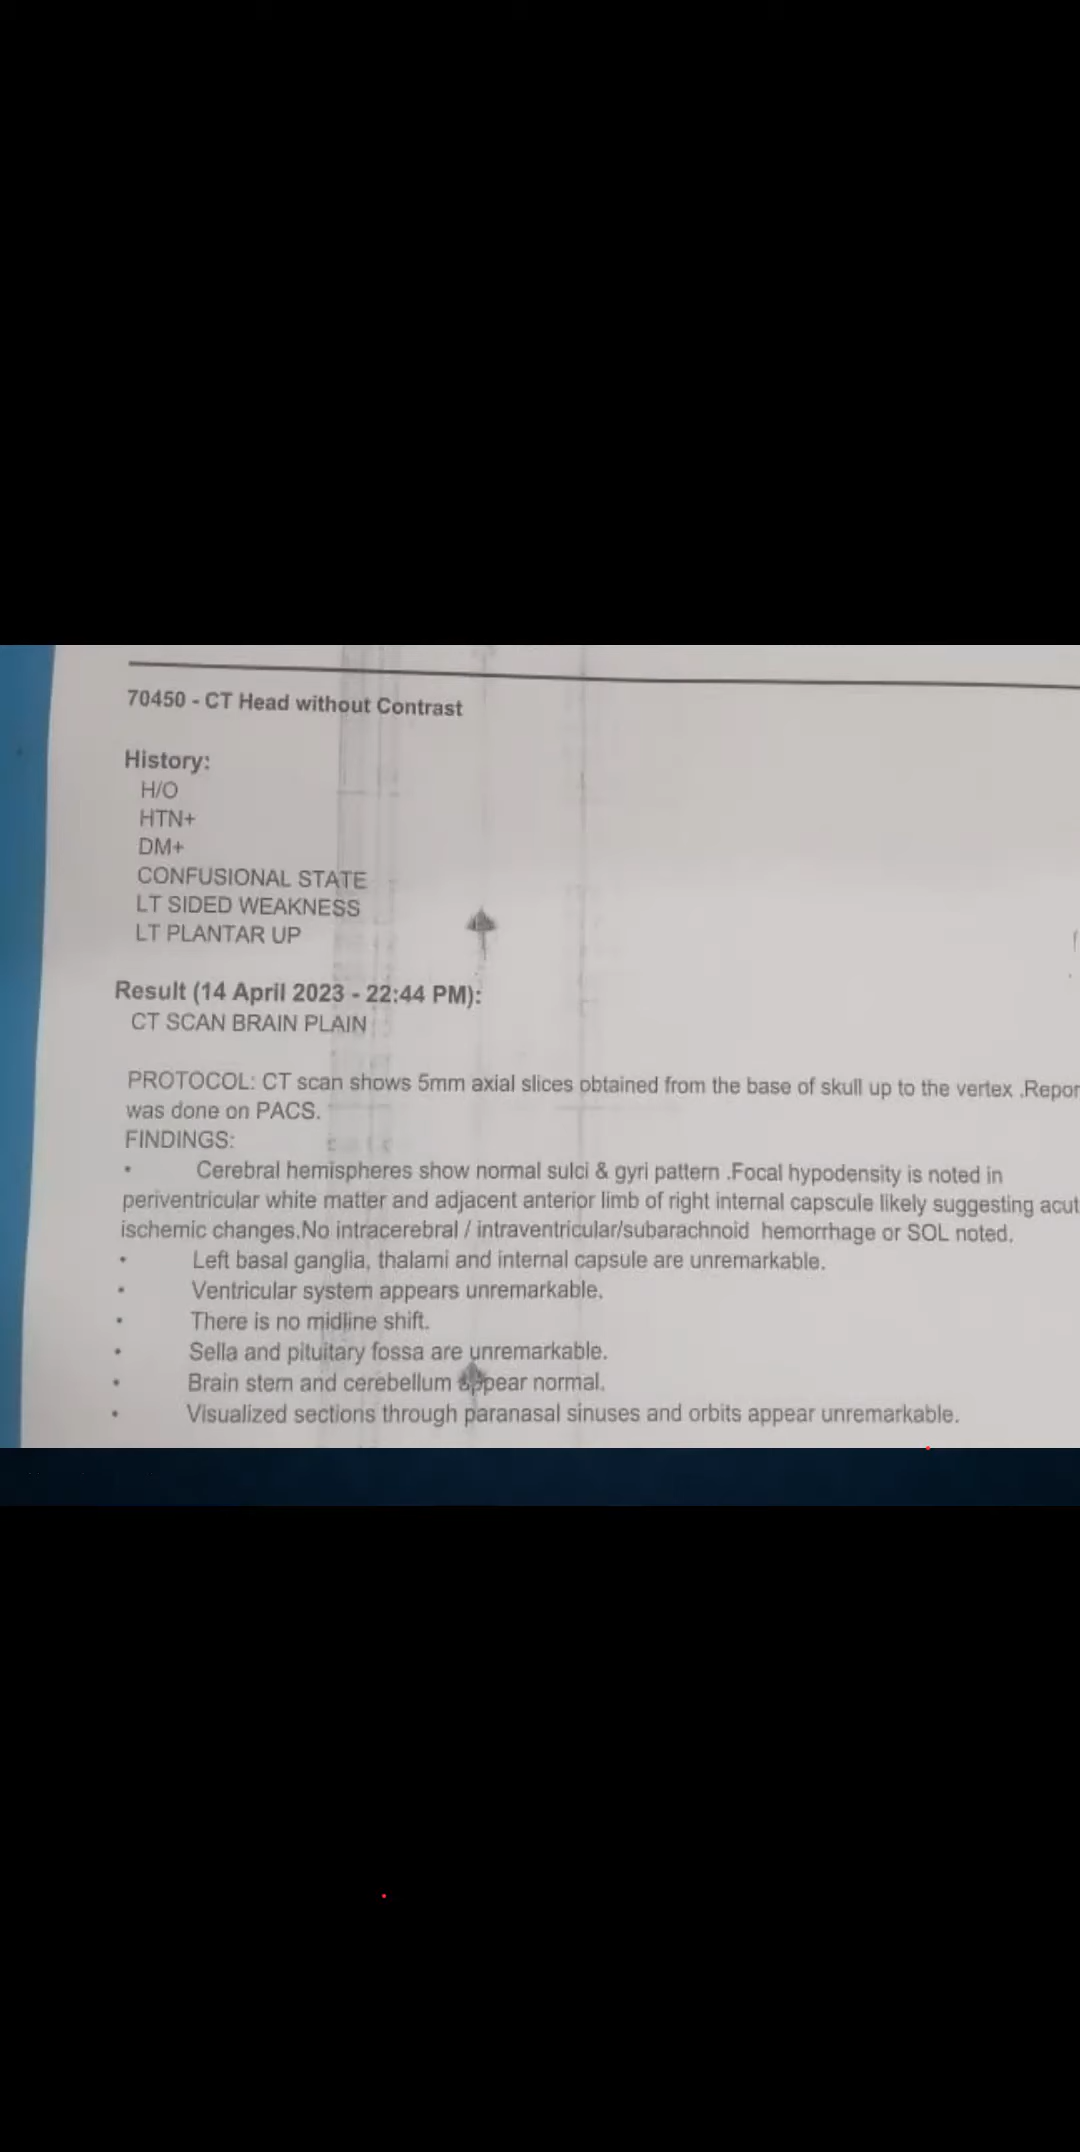 70450 - CT Head without Contrast
History:
H/O
HTN+
DM+
CONFUSIONAL STATE
LT SIDED WEAKNESS
LT PLANTAR UP
Result (14 April 2023 - 22:44 PM):
CT SCAN BRAIN PLAIN
PROTOCOL: CT scan shows 5mm axial slices obtained from the base of skull up to the vertex .Repor
was done on PACS.
FINDINGS:
• Cerebral hemispheres show normal sulci & gyri pattern .Focal hypodensity is noted in
periventricular white matter and adjacent anterior limb of right internal capscule likely suggesting acut
ischemic changes.No intracerebral / intraventricular/subarachnoid hemorrhage or SOL noted.
• Left basal ganglia, thalami and internal capsule are unremarkable.
• Ventricular system appears unremarkable.
• There is no midline shift.
• Sella and pituitary fossa are unremarkable.
• Brain stem and cerebellum appear normal.
• Visualized sections through paranasal sinuses and orbits appear unremarkable.